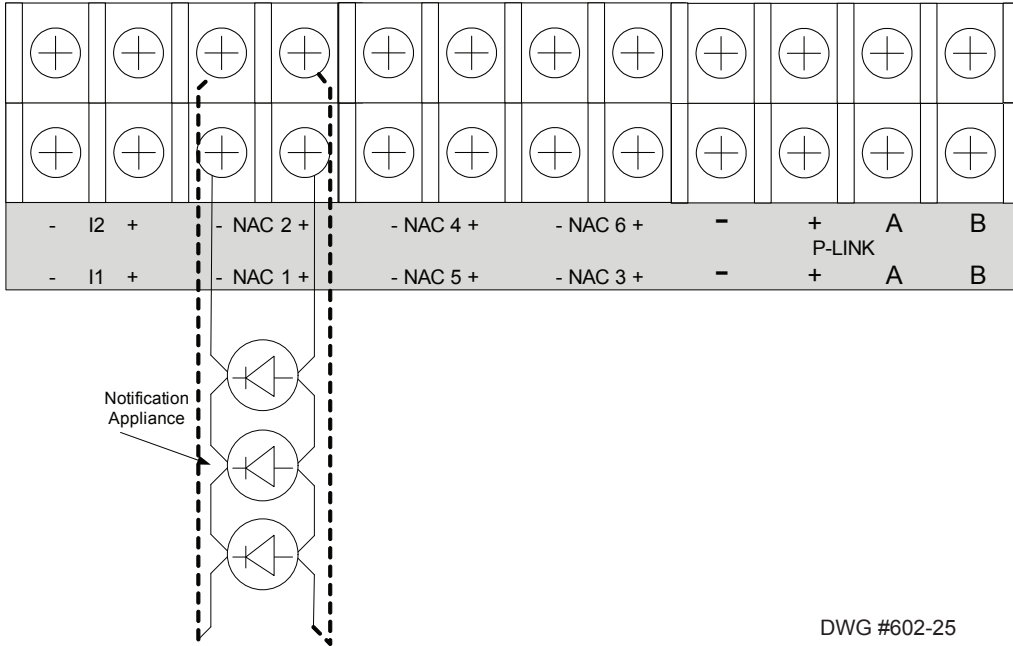 - I2 + - NAC 2 + - NAC 4 + - NAC 6 + - + A B
P-LINK
- I1 + - NAC 1 + - NAC 5 + - NAC 3 + - + A B
Notification
Appliance
DWG #602-25